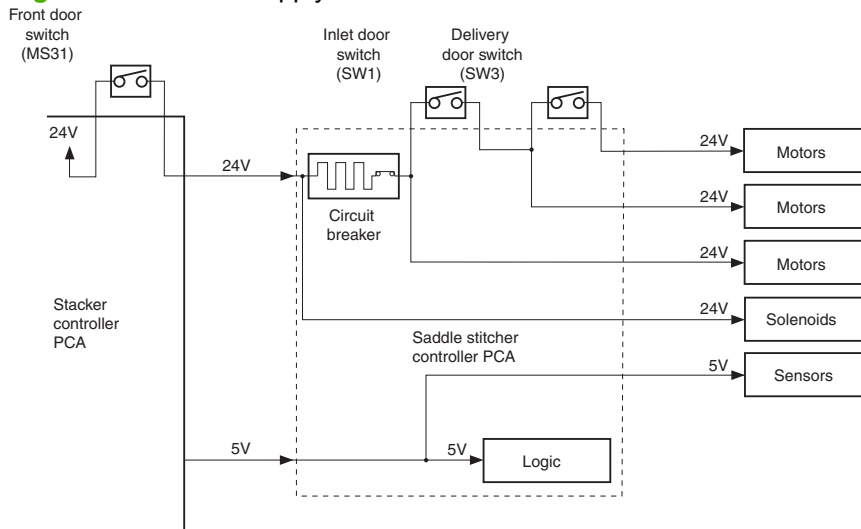 Front door
switch
(MS31)
Inlet door
switch
(SW1)
Delivery
door switch
(SW3)
24V
24V
Circuit
breaker
24V
Motors
24V
Motors
24V
Motors
24V
Solenoids
Stacker
controller
PCA
Saddle stitcher
controller PCA
5V
Sensors
5V
5V
Logic